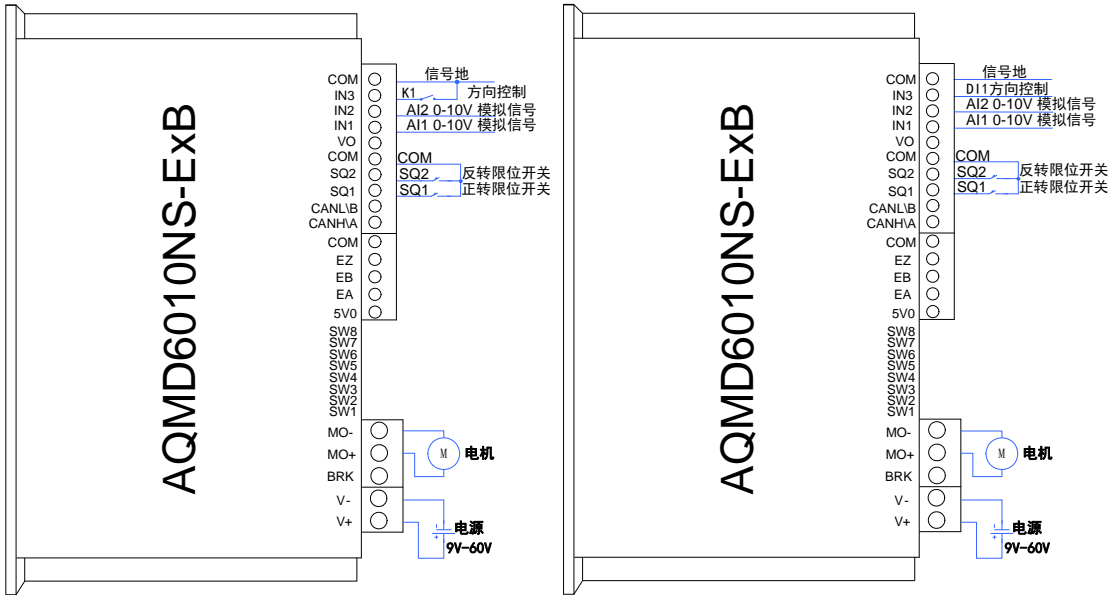 AQMD6010NS-ExB
COM 信号地
IN3 K1 方向控制
IN2 AI2 0-10V 模拟信号
IN1 AI1 0-10V 模拟信号
VO
COM COM
SQ2 SQ2 反转限位开关
SQ1 SQ1 正转限位开关
CANL\B
CANH\A
COM
EZ
EB
EA
5V0
SW8
SW7
SW6
SW5
SW4
SW3
SW2
SW1
MO-
MO+ M 电机
BRK
V-
V+ 电源
9V-60V
AQMD6010NS-ExB
COM 信号地
IN3 DI1方向控制
IN2 AI2 0-10V 模拟信号
IN1 AI1 0-10V 模拟信号
VO
COM COM
SQ2 SQ2 反转限位开关
SQ1 SQ1 正转限位开关
CANL\B
CANH\A
COM
EZ
EB
EA
5V0
SW8
SW7
SW6
SW5
SW4
SW3
SW2
SW1
MO-
MO+ M 电机
BRK
V-
V+ 电源
9V-60V